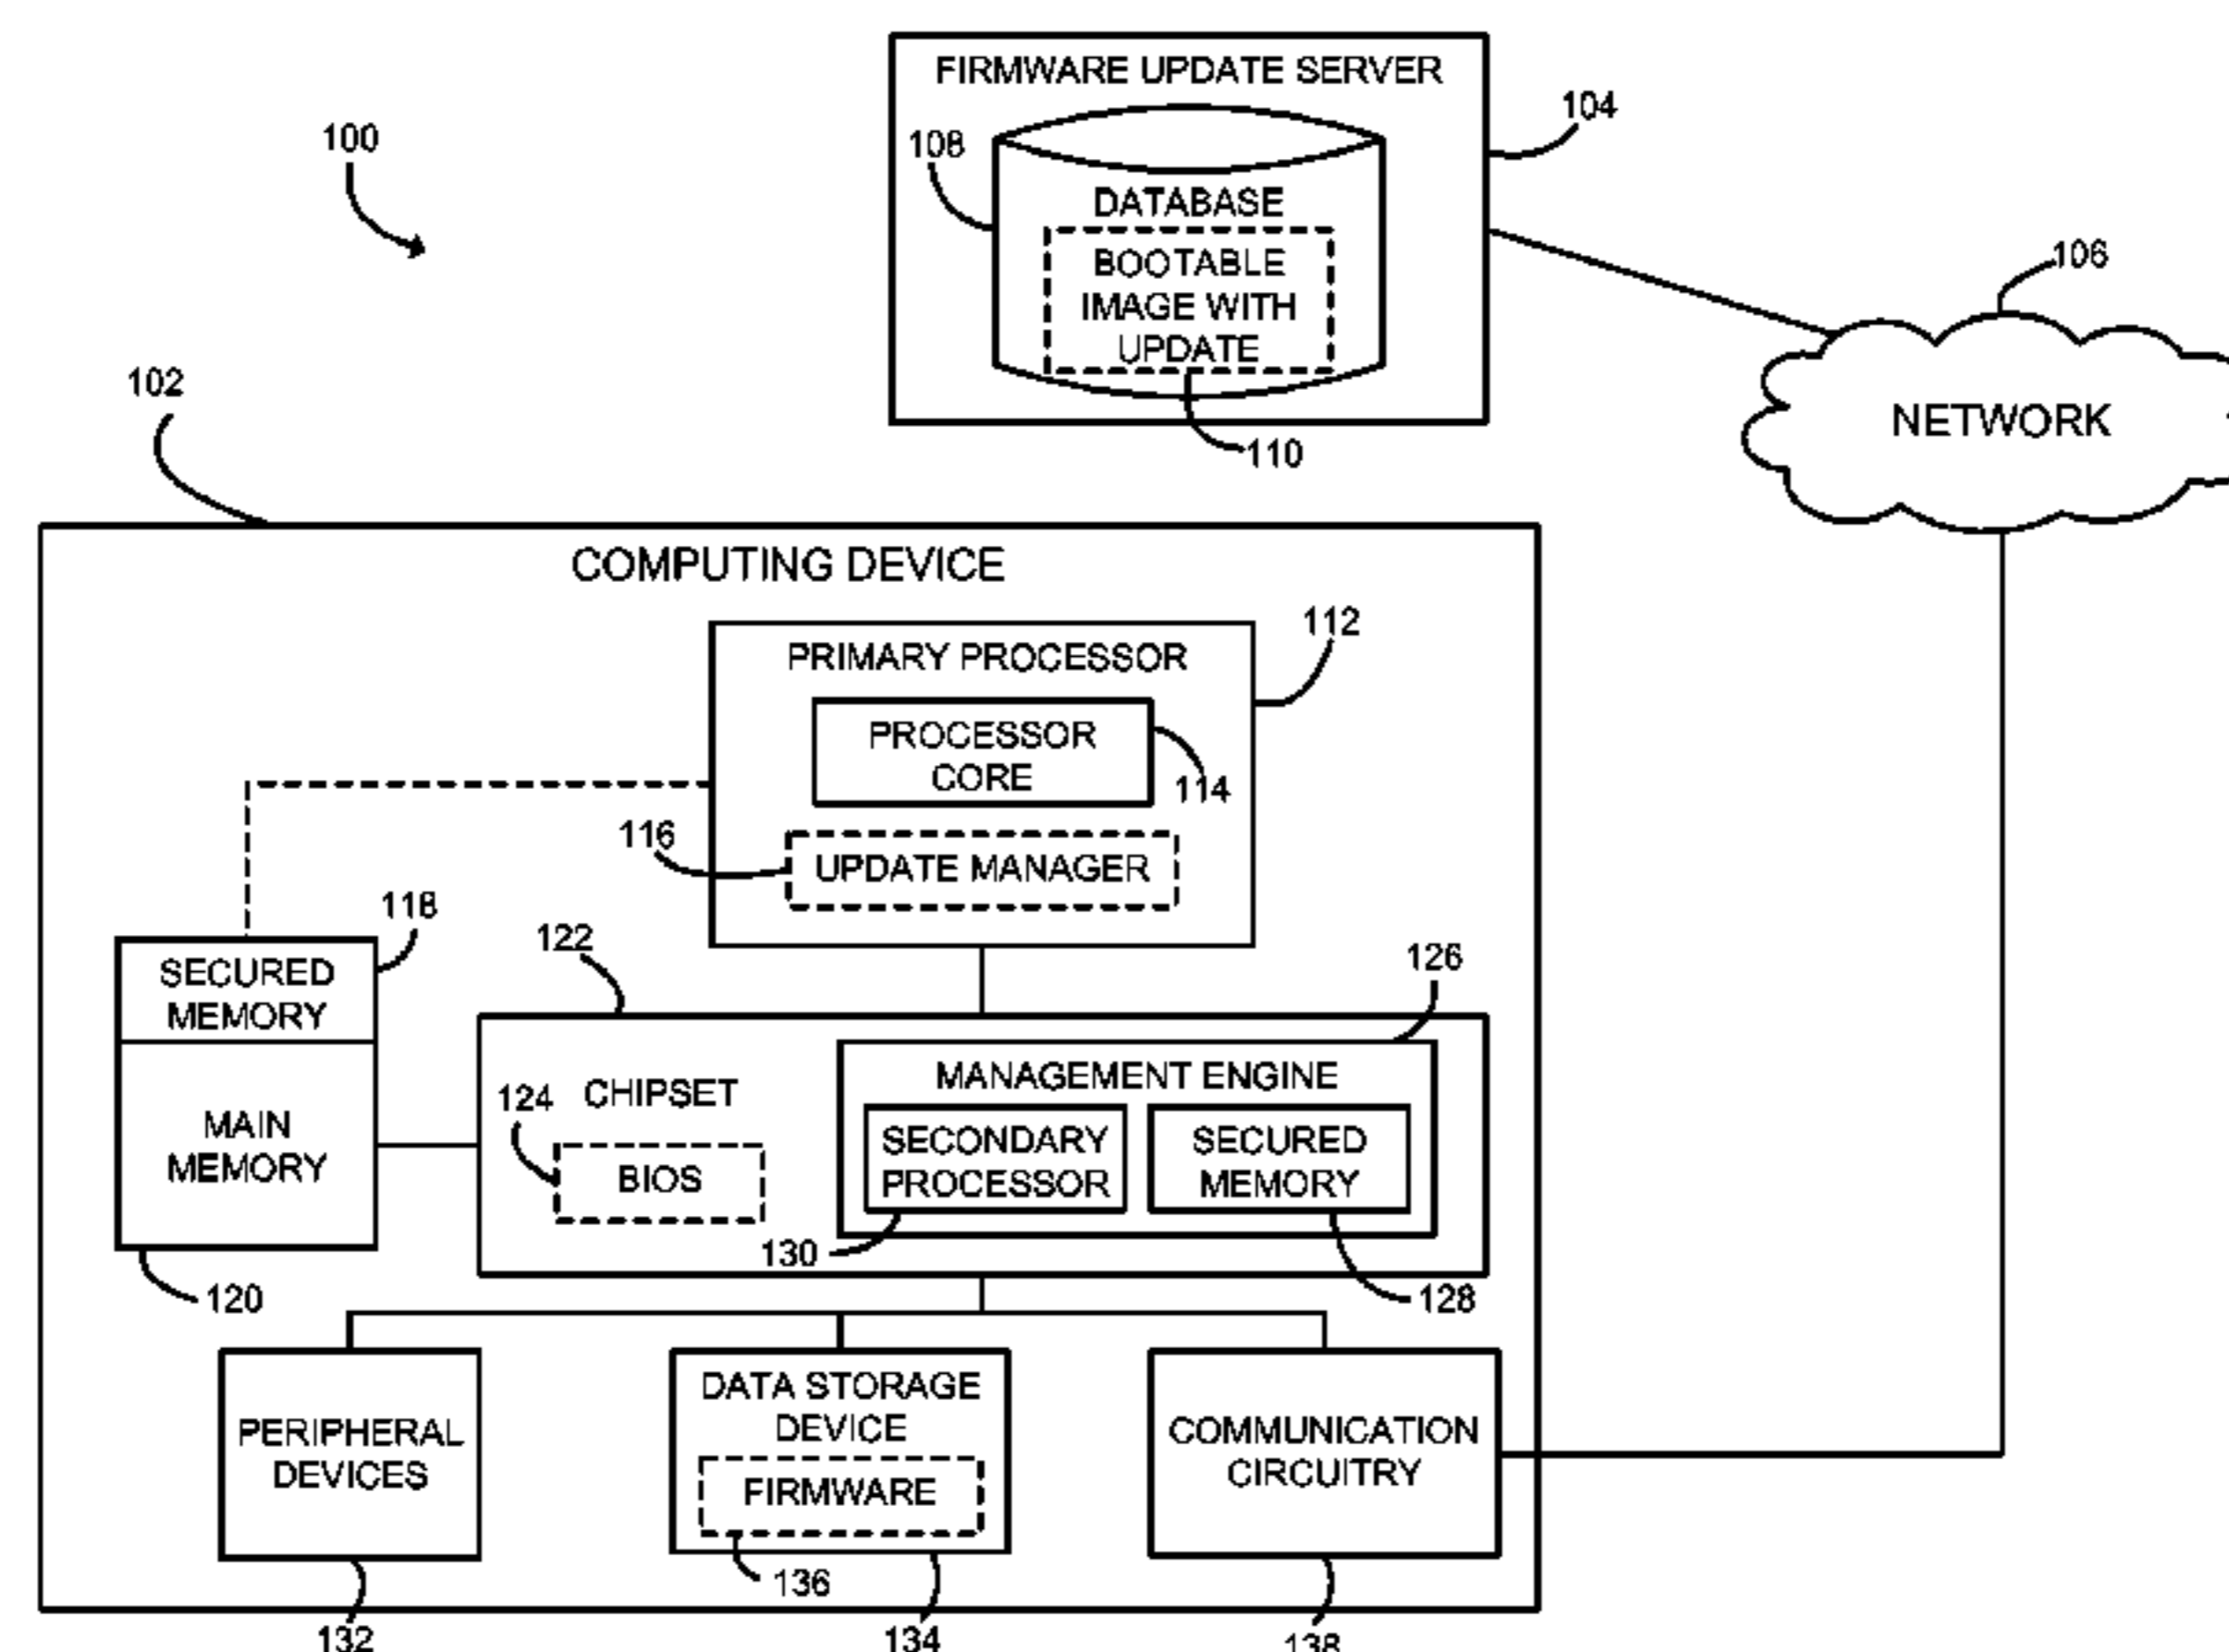 FIRMWARE UPDATE SERVER
104
100
108
DATABASE
BOOTABLE
IMAGE WITH
UPDATE
110
106
NETWORK
102
COMPUTING DEVICE
112
PRIMARY PROCESSOR
PROCESSOR
CORE
114
116
UPDATE MANAGER
118
SECURED
MEMORY
MAIN
MEMORY
120
122
126
CHIPSET
124
BIOS
MANAGEMENT ENGINE
SECONDARY
PROCESSOR
SECURED
MEMORY
130
128
PERIPHERAL
DEVICES
DATA STORAGE
DEVICE
FIRMWARE
136
COMMUNICATION
CIRCUITRY
132
134
138